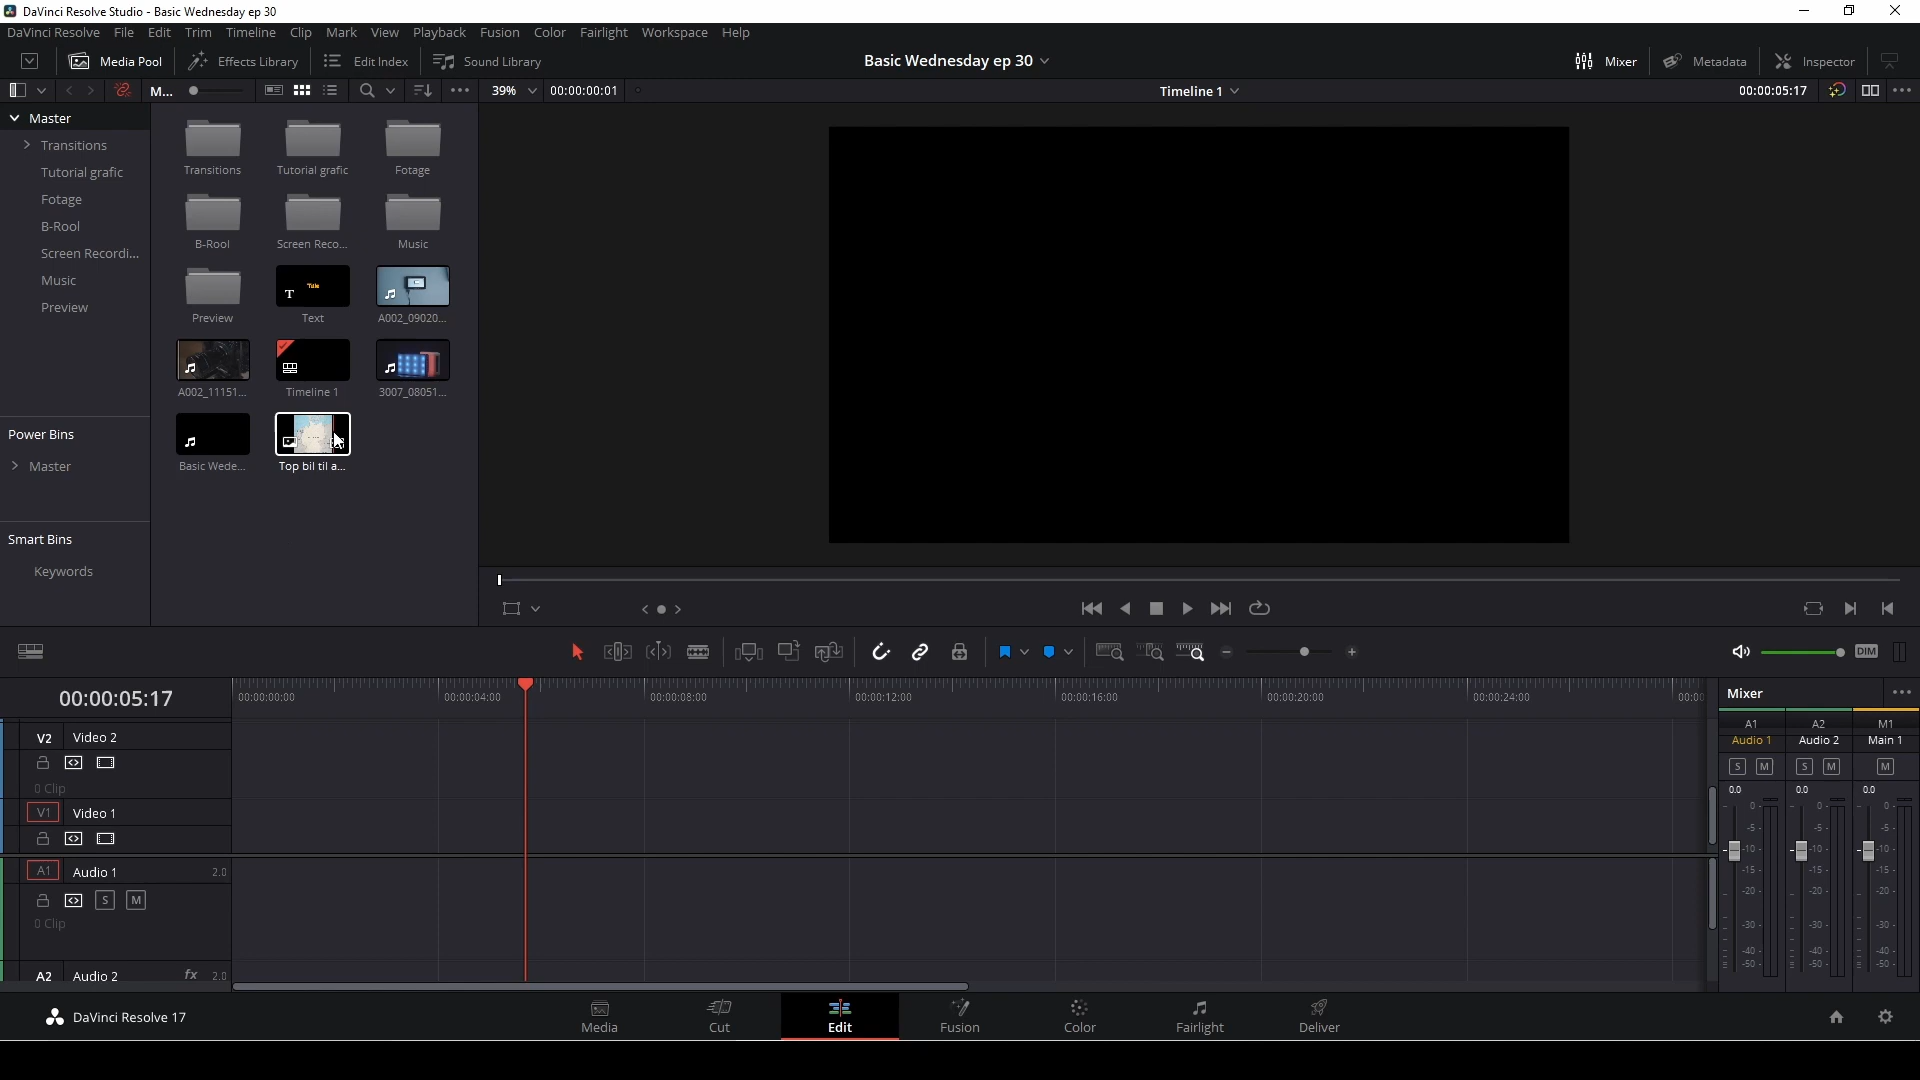 DaVinci Resolve Studio - Basic Wednesday ep 30
DaVinci Resolve File Edit Trim Timeline Clip Mark View Playback Fusion Color Fairlight Workspace Help
Media Pool Effects Library Edit Index Sound Library Basic Wednesday ep 30 Mixer Metadata Inspector
M... 39% 00:00:00:01 Timeline 1 00:00:05:17
Master
Transitions
Tutorial grafic
Fotage
B-Rool
Screen Recordi...
Music
Preview
Power Bins
Master
Smart Bins
Keywords
Transitions Tutorial grafic Fotage
B-Rool Screen Reco... Music
Title
T
Preview Text A002_09020...
A002_11151... Timeline 1 3007_08051...
Basic Wede... Top bil til a...
DIM
00:00:05:17
00:00:00:00 00:00:04:00 00:00:08:00 00:00:12:00 00:00:16:00 00:00:20:00 00:00:24:00 00:00
V2 Video 2
0 Clip
V1 Video 1
A1 Audio 1 2.0
S M
0 Clip
A2 Audio 2 fx 2.0
Mixer
A1 A2 M1
Audio 1 Audio 2 Main 1
S M S M M
0.0 0.0 0.0
0 0 0
-5 -5 -5
-10 -10 -10
-15 -15 -15
-20 -20 -20
-30 -30 -30
-40 -40 -40
-50 -50 -50
DaVinci Resolve 17
Media Cut Edit Fusion Color Fairlight Deliver